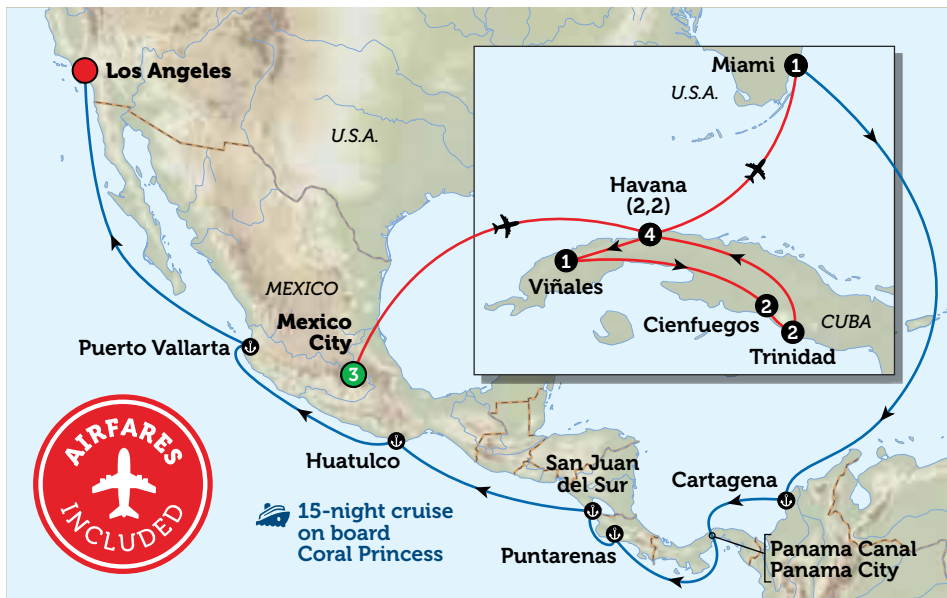 Los Angeles
U.S.A.
MEXICO
Mexico
City
3
Puerto Vallarta
Huatulco
San Juan
del Sur
Puntarenas
Cartagena
Panama Canal
Panama City
15-night cruise
on board
Coral Princess
AIRFARES
INCLUDED
Miami
1
U.S.A.
Havana
(2,2)
4
1
Viñales
2
Cienfuegos
2
Trinidad
CUBA